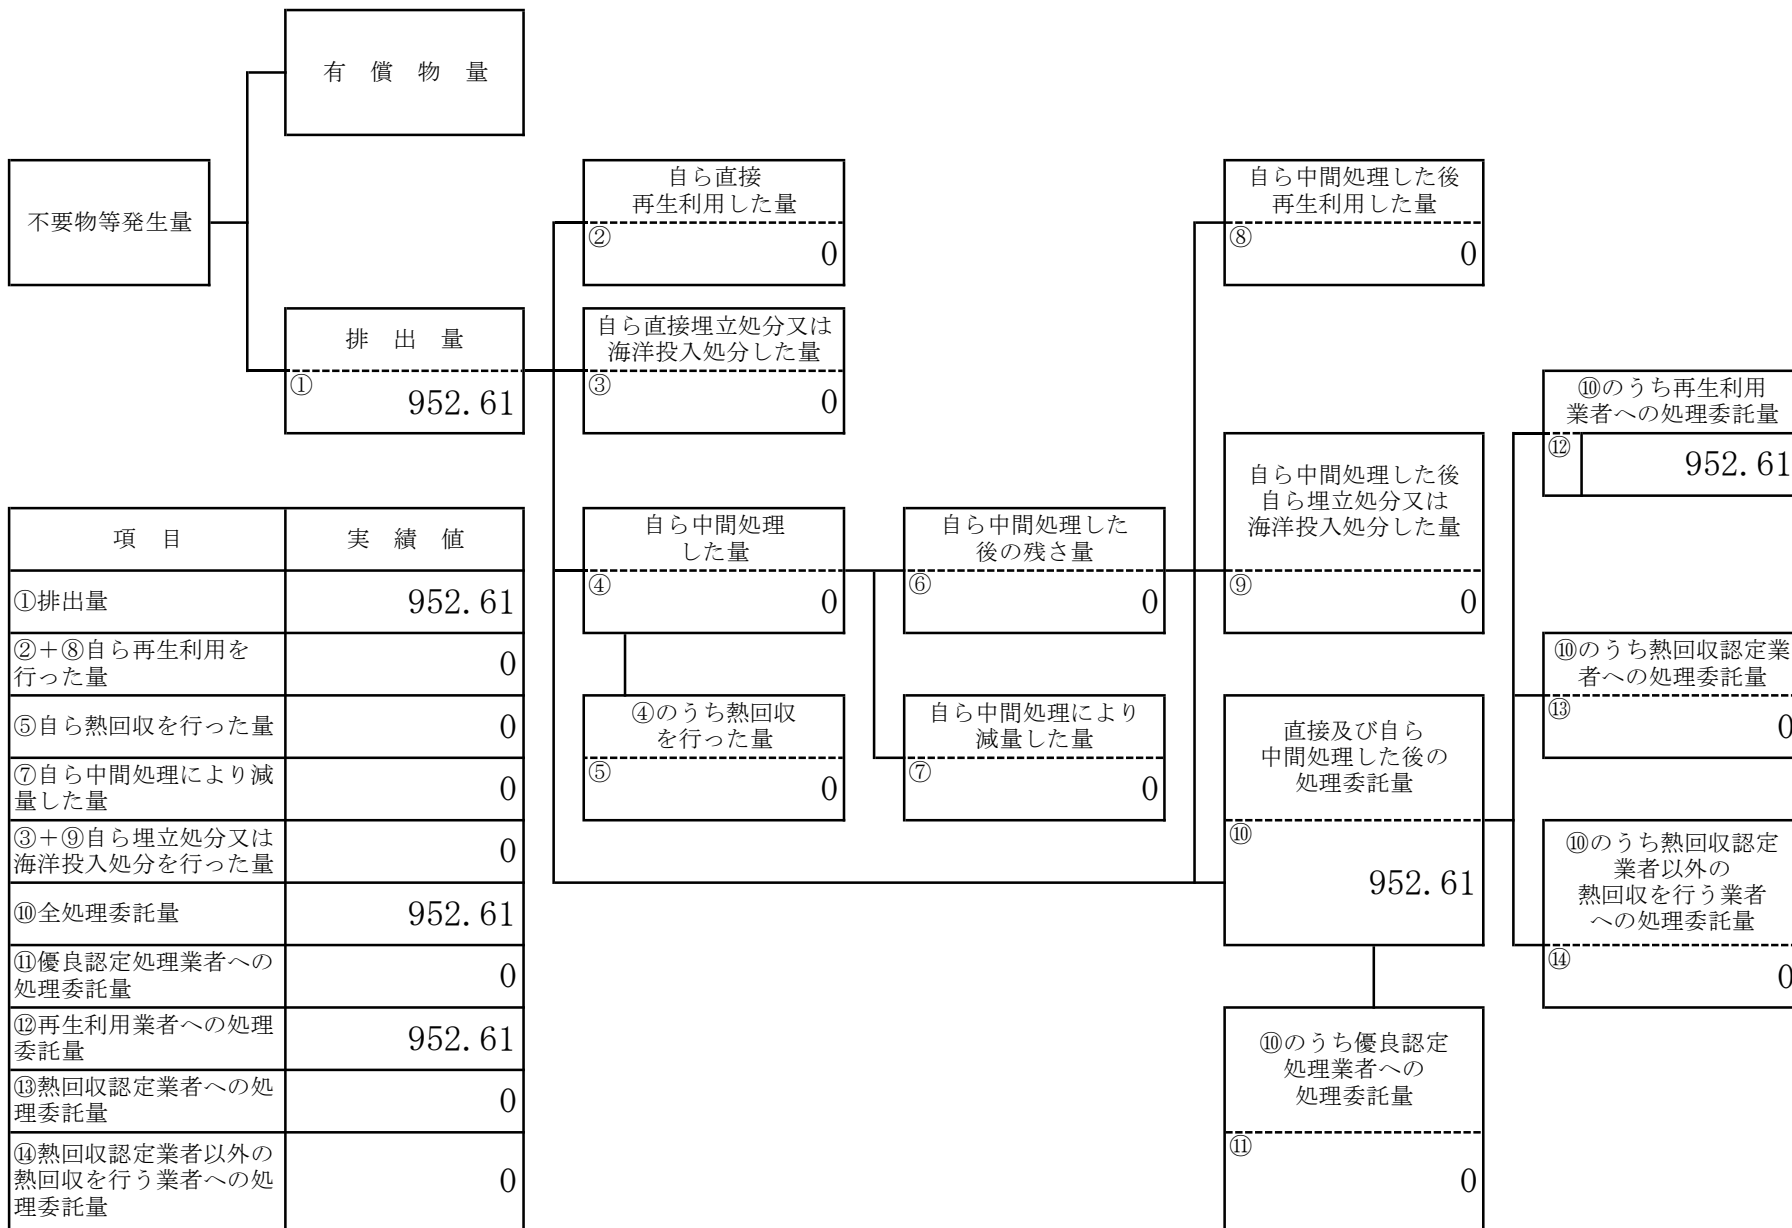 有　償　物　量
不要物等発生量
排　出　量
①
952.61
自ら直接
再生利用した量
②
0
自ら直接埋立処分又は
海洋投入処分した量
③
0
自ら中間処理
した量
④
0
④のうち熱回収
を行った量
⑤
0
自ら中間処理した
後の残さ量
⑥
0
自ら中間処理により
減量した量
⑦
0
自ら中間処理した後
再生利用した量
⑧
0
自ら中間処理した後
自ら埋立処分又は
海洋投入処分した量
⑨
0
直接及び自ら
中間処理した後の
処理委託量
⑩
952.61
⑩のうち優良認定
処理業者への
処理委託量
⑪
0
⑩のうち再生利用
業者への処理委託量
⑫
952.61
⑩のうち熱回収認定業
者への処理委託量
⑬
0
⑩のうち熱回収認定
業者以外の
熱回収を行う業者
への処理委託量
⑭
0
項　目
実　績　値
①排出量
952.61
②＋⑧自ら再生利用を
行った量
0
⑤自ら熱回収を行った量
0
⑦自ら中間処理により減
量した量
0
③＋⑨自ら埋立処分又は
海洋投入処分を行った量
0
⑩全処理委託量
952.61
⑪優良認定処理業者への
処理委託量
0
⑫再生利用業者への処理
委託量
952.61
⑬熱回収認定業者への処
理委託量
0
⑭熱回収認定業者以外の
熱回収を行う業者への処
理委託量
0